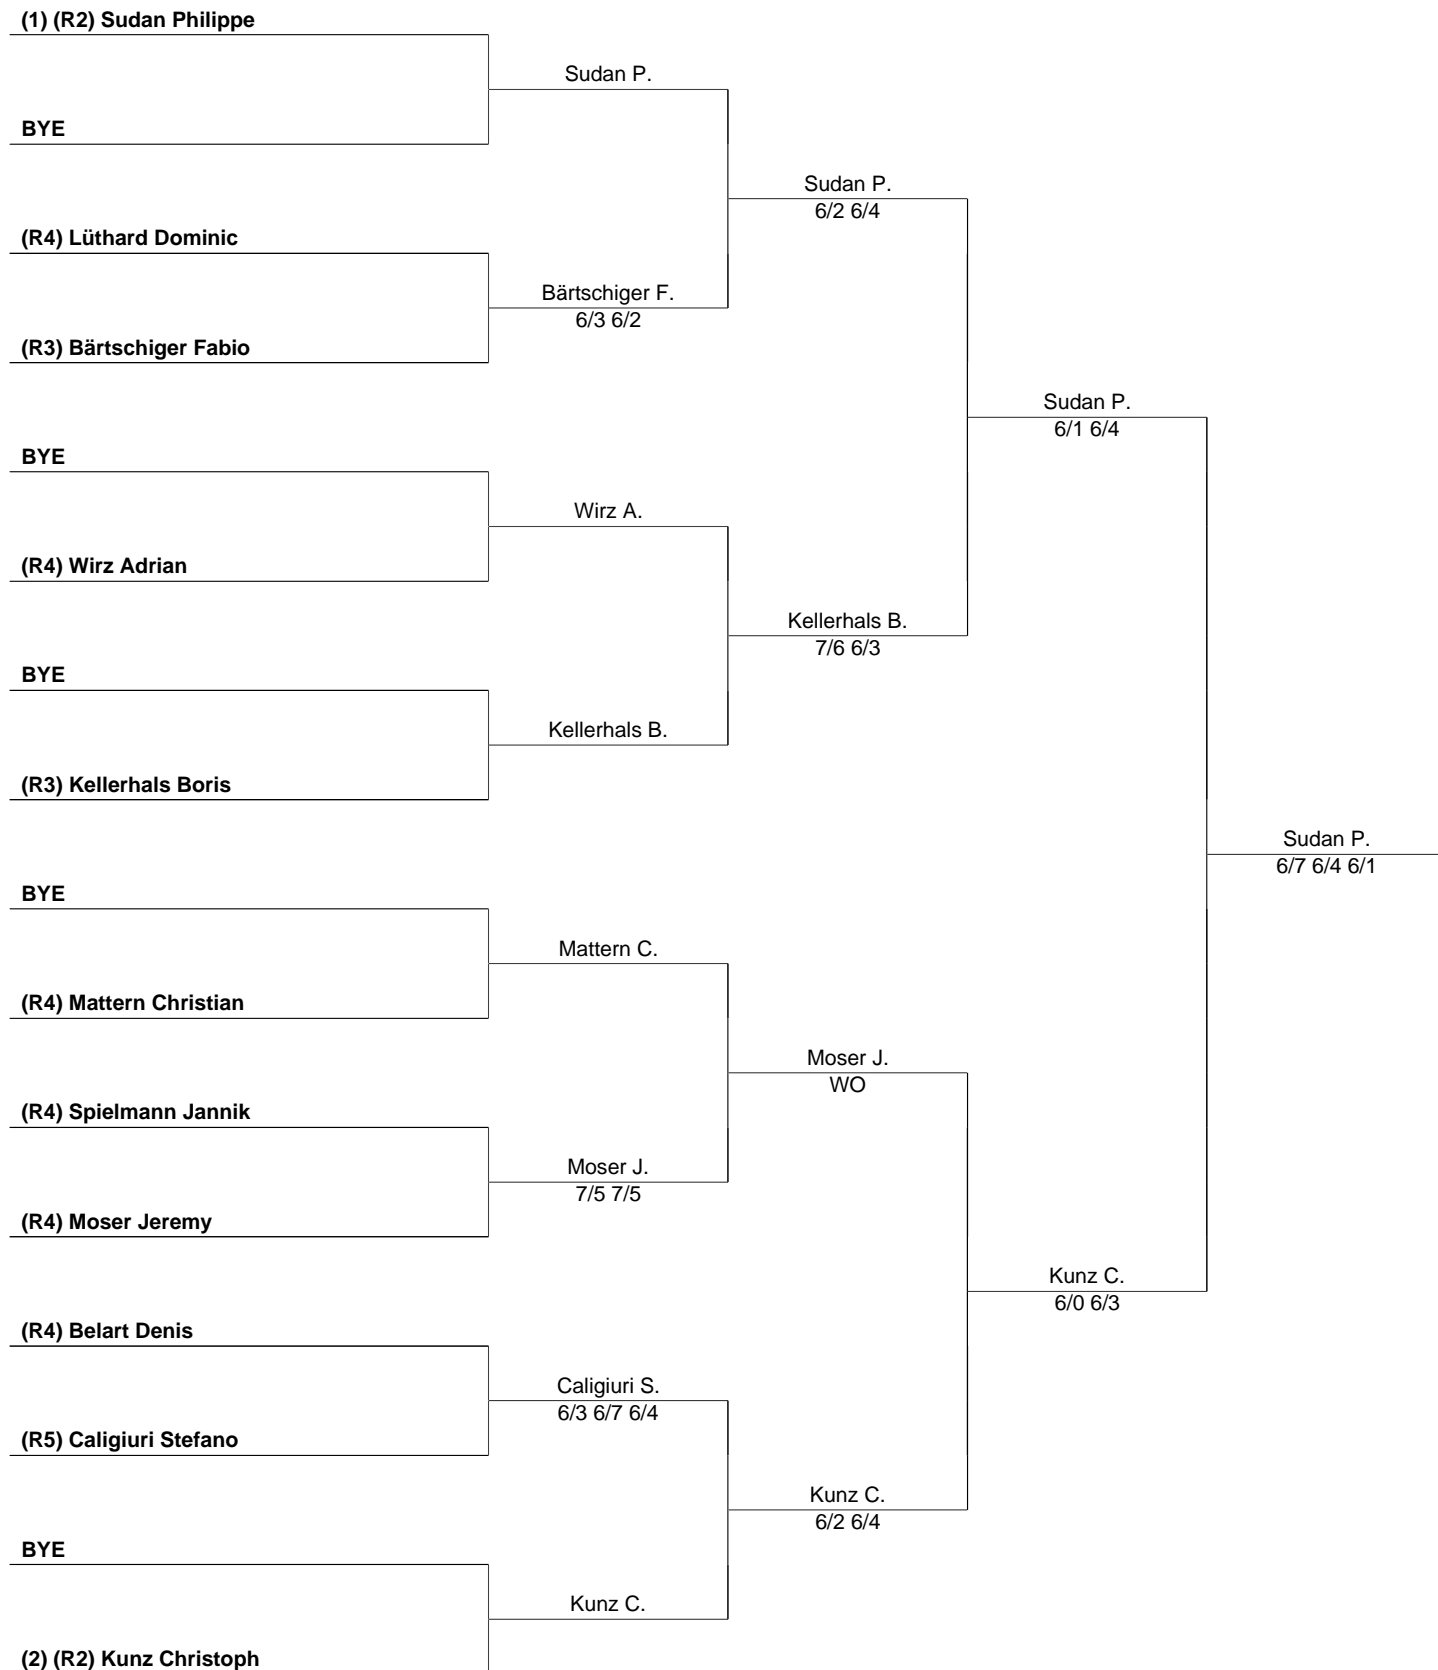 (1) (R2) Sudan Philippe
Sudan P.
BYE
Sudan P.
6/2 6/4
(R4) Lüthard Dominic
Bärtschiger F.
6/3 6/2
(R3) Bärtschiger Fabio
Sudan P.
6/1 6/4
BYE
Wirz A.
(R4) Wirz Adrian
Kellerhals B.
7/6 6/3
BYE
Kellerhals B.
(R3) Kellerhals Boris
Sudan P.
6/7 6/4 6/1
BYE
Mattern C.
(R4) Mattern Christian
Moser J.
WO
(R4) Spielmann Jannik
Moser J.
7/5 7/5
(R4) Moser Jeremy
Kunz C.
6/0 6/3
(R4) Belart Denis
Caligiuri S.
6/3 6/7 6/4
(R5) Caligiuri Stefano
Kunz C.
6/2 6/4
BYE
Kunz C.
(2) (R2) Kunz Christoph